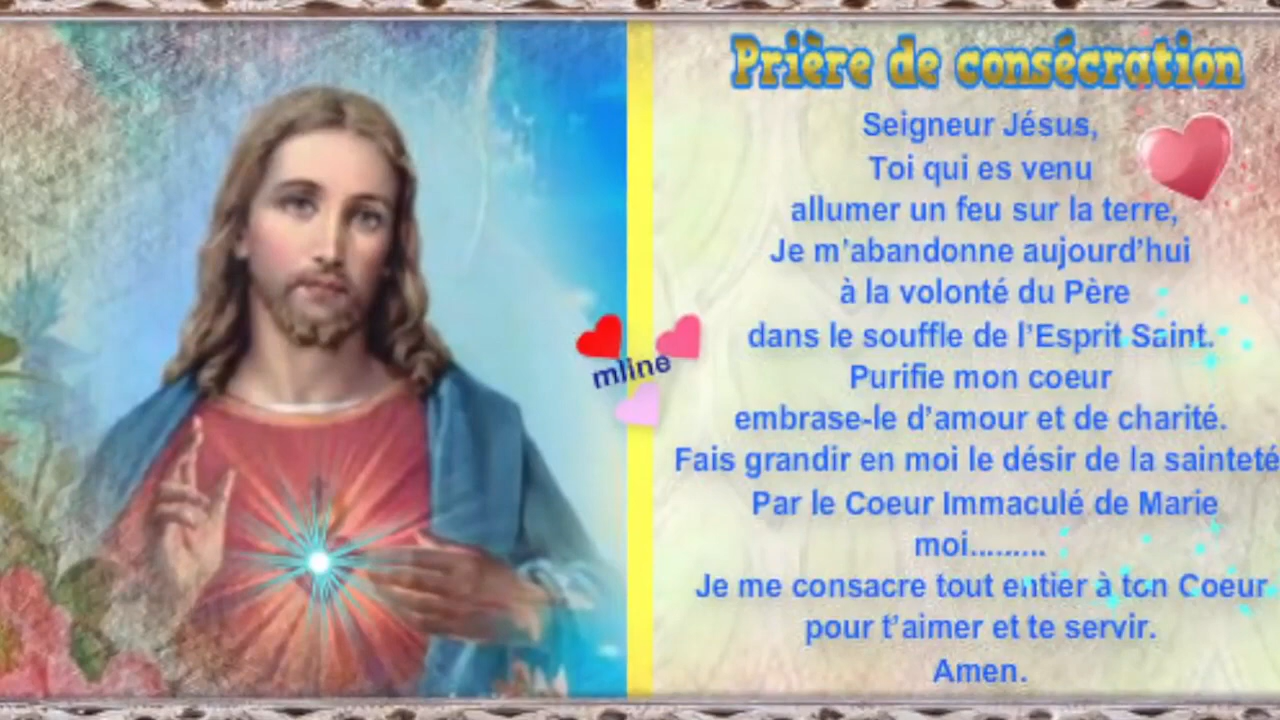 Prière de consécration
Seigneur Jésus,
Toi qui es venu
allumer un feu sur la terre,
Je m'abandonne aujourd'hui
à la volonté du Père
dans le souffle de l'Esprit Saint.
Purifie mon coeur
embrase-le d'amour et de charité.
Fais grandir en moi le désir de la sainteté
Par le Coeur Immaculé de Marie
moi.........
Je me consacre tout entier à ton Coeur
pour t'aimer et te servir.
Amen.
mline